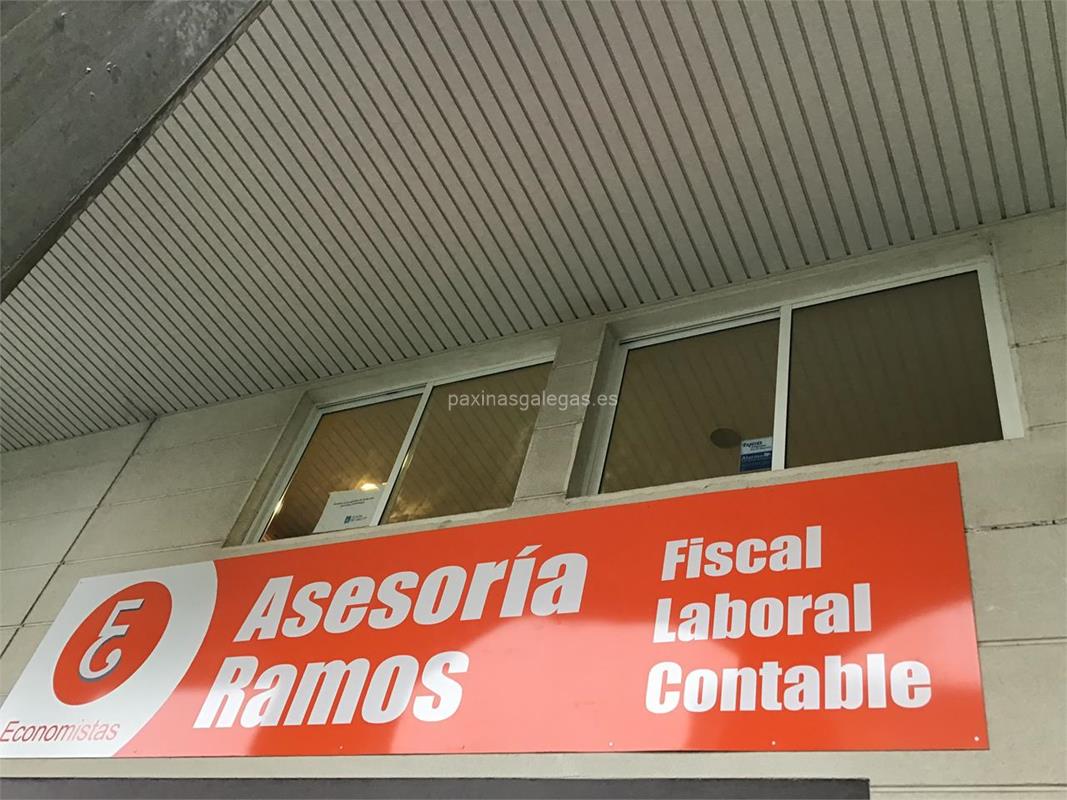 paxinasgalegas.es
Asesoría
Ramos
Fiscal
Laboral
Contable
Economistas